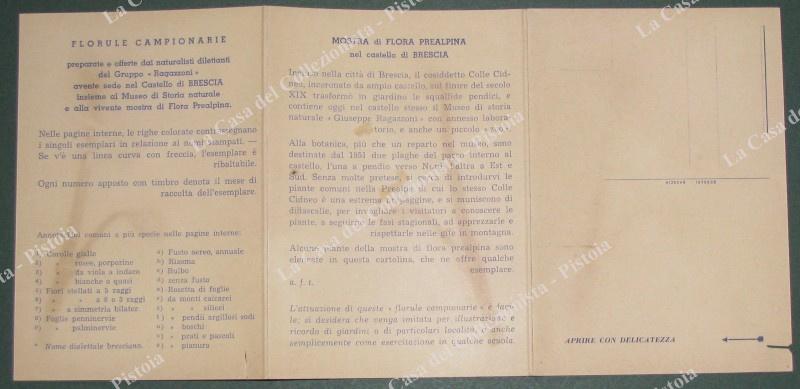 FLORULE CAMPIONARIE
preparate e offerte dai naturalisti dilettanti
del Gruppo « Ragazzoni »
avente sede nel Castello di BRESCIA
insieme al Museo di Storia naturale
e alla vivente mostra di Flora Prealpina.
Nelle pagine interne, le righe colorate contrassegnano
i singoli esemplari in relazione ai nomi stampati. —
Se v'è una linea curva con freccia, l'esemplare è
ribaltabile.
Ogni numero apposto con timbro denota il mese di
raccolta dell'esemplare.
Annotazioni comuni a più specie nelle pagine interne:
Corolle gialle
» rosee, porporine
» da viola a indaco
» bianche o quasi
Fiori stellati a 5 raggi
» » a 6 o 3 raggi
» a simmetria bilater.
Foglie penninervie
» palminervie
* Nome dialettale bresciano.
Fusto aereo, annuale
Rizoma
Bulbo
senza fusto
Rosetta di foglie
da monti calcarei
» » silicei
» pendii argillosi sodi
» boschi
» prati e pascoli
» pianura
MOSTRA di FLORA PREALPINA
nel castello di BRESCIA
Inserito nella città di Brescia, il cosiddetto Colle Cid-
neo, incoronato da ampio castello, sul finire del secolo
XIX trasformò in giardino le squallide pendici, e
contiene oggi nel castello stesso il Museo di storia
naturale « Giuseppe Ragazzoni » con annesso labora-
torio, e anche un piccolo « zoo ».
Alla botanica, più che un reparto nel museo, sono
destinate dal 1951 due plaghe del parco interno al
castello, l'una a pendio verso Nord, l'altra a Est e
Sud. Senza molte pretese, si cerca di introdurvi le
piante comuni nella Prealpe di cui lo stesso Colle
Cidneo è una estrema propaggine, e si muniscono di
didascalie, per invogliare i visitatori a conoscere le
piante, a seguirne le fasi stagionali, ad apprezzarle e
rispettarle nelle gite in montagna.
Alcune piante della mostra di flora prealpina sono
elencate in questa cartolina, che ne offre qualche
esemplare.
a. f. t.
L'attuazione di queste « florule campionarie » è faci-
le; si desidera che venga imitata per illustrazione e
ricordo di giardini o di particolari località, o anche
semplicemente come esercitazione in qualche scuola.
APRIRE CON DELICATEZZA
La Casa del Collezionista - Pistoia